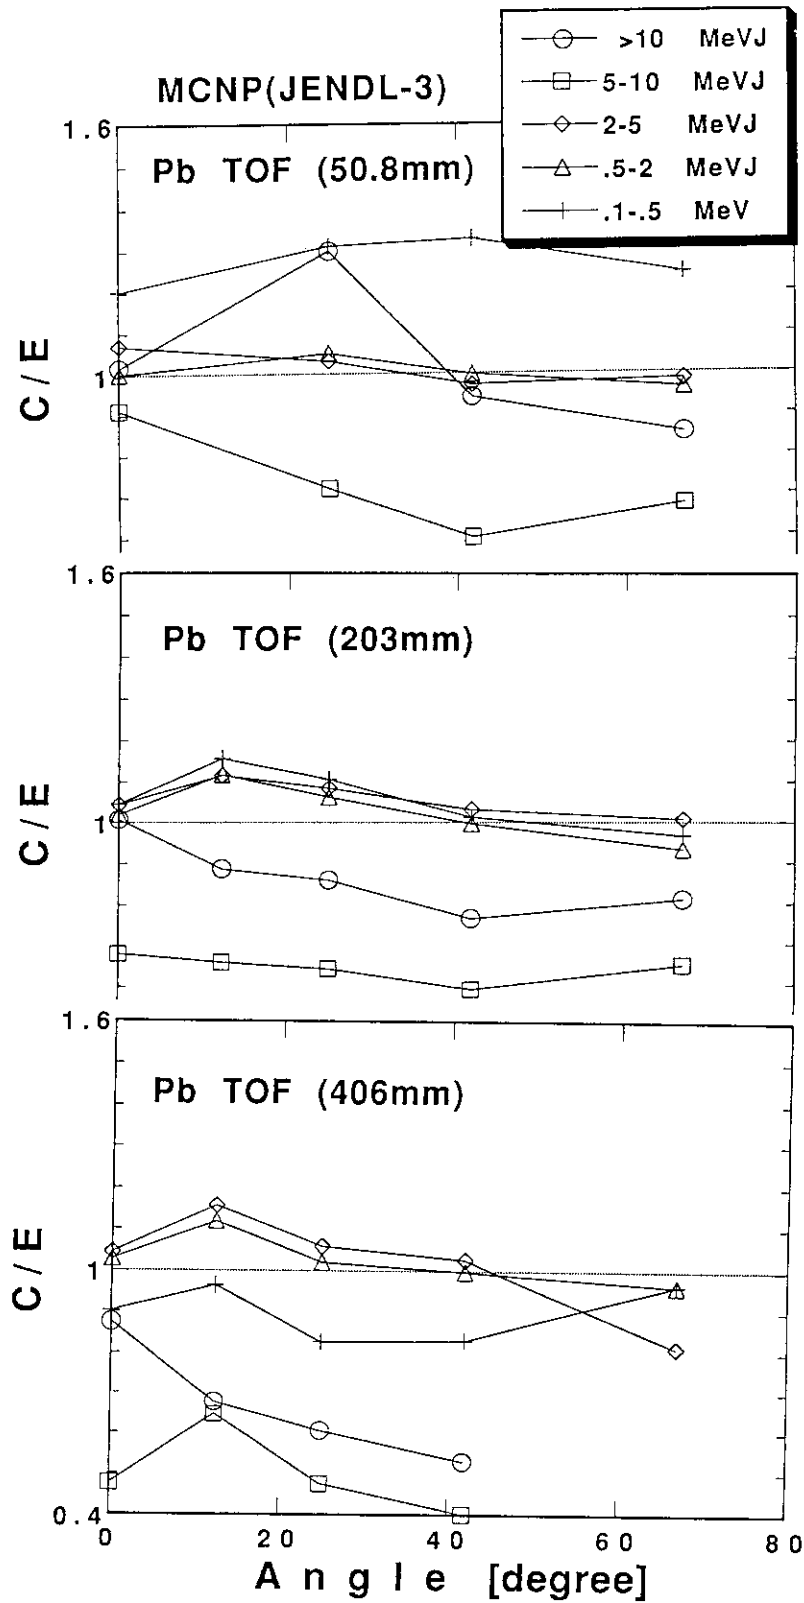 >10 MeVJ
5-10 MeVJ
2-5 MeVJ
.5-2 MeVJ
.1-.5 MeV
MCNP(JENDL-3)
1.6
Pb TOF (50.8mm)
C/E
1
1.6
Pb TOF (203mm)
C/E
1
1.6
Pb TOF (406mm)
C/E
1
0.4
0 20 40 60 80
Angle [degree]